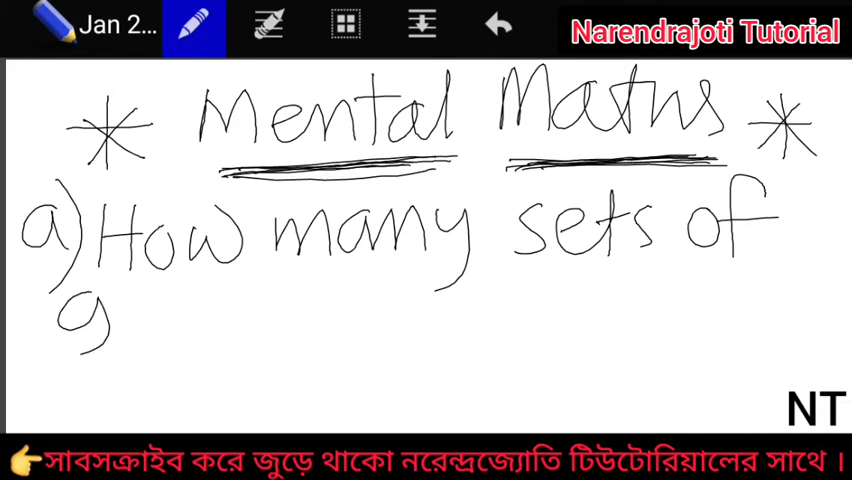 Jan 2...
Narendrajoti Tutorial
* Mental Maths *
a) How many sets of
9
NT
👉সাবসক্রাইব করে জুড়ে থাকো নরেন্দ্রজ্যোতি টিউটোরিয়ালের সাথে ।